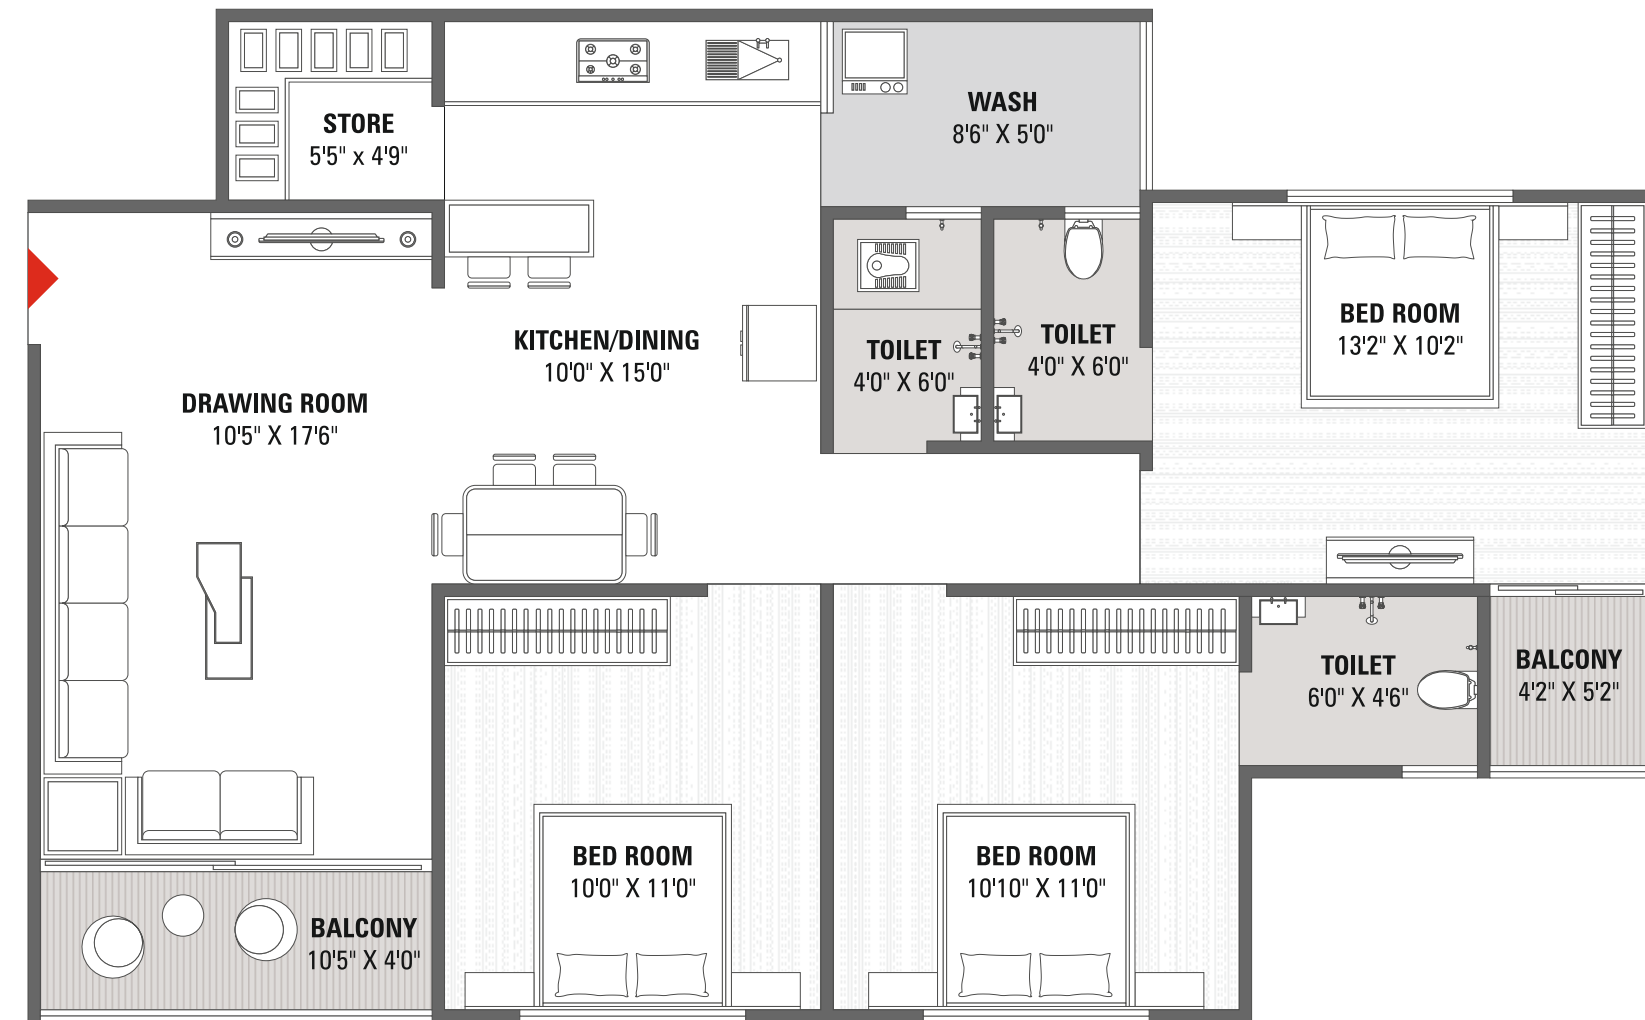 STORE
5'5" x 4'9"
WASH
8'6" X 5'0"
KITCHEN/DINING
10'0" X 15'0"
TOILET
4'0" X 6'0"
TOILET
4'0" X 6'0"
BED ROOM
13'2" X 10'2"
DRAWING ROOM
10'5" X 17'6"
TOILET
6'0" X 4'6"
BALCONY
4'2" X 5'2"
BED ROOM
10'0" X 11'0"
BED ROOM
10'10" X 11'0"
BALCONY
10'5" X 4'0"